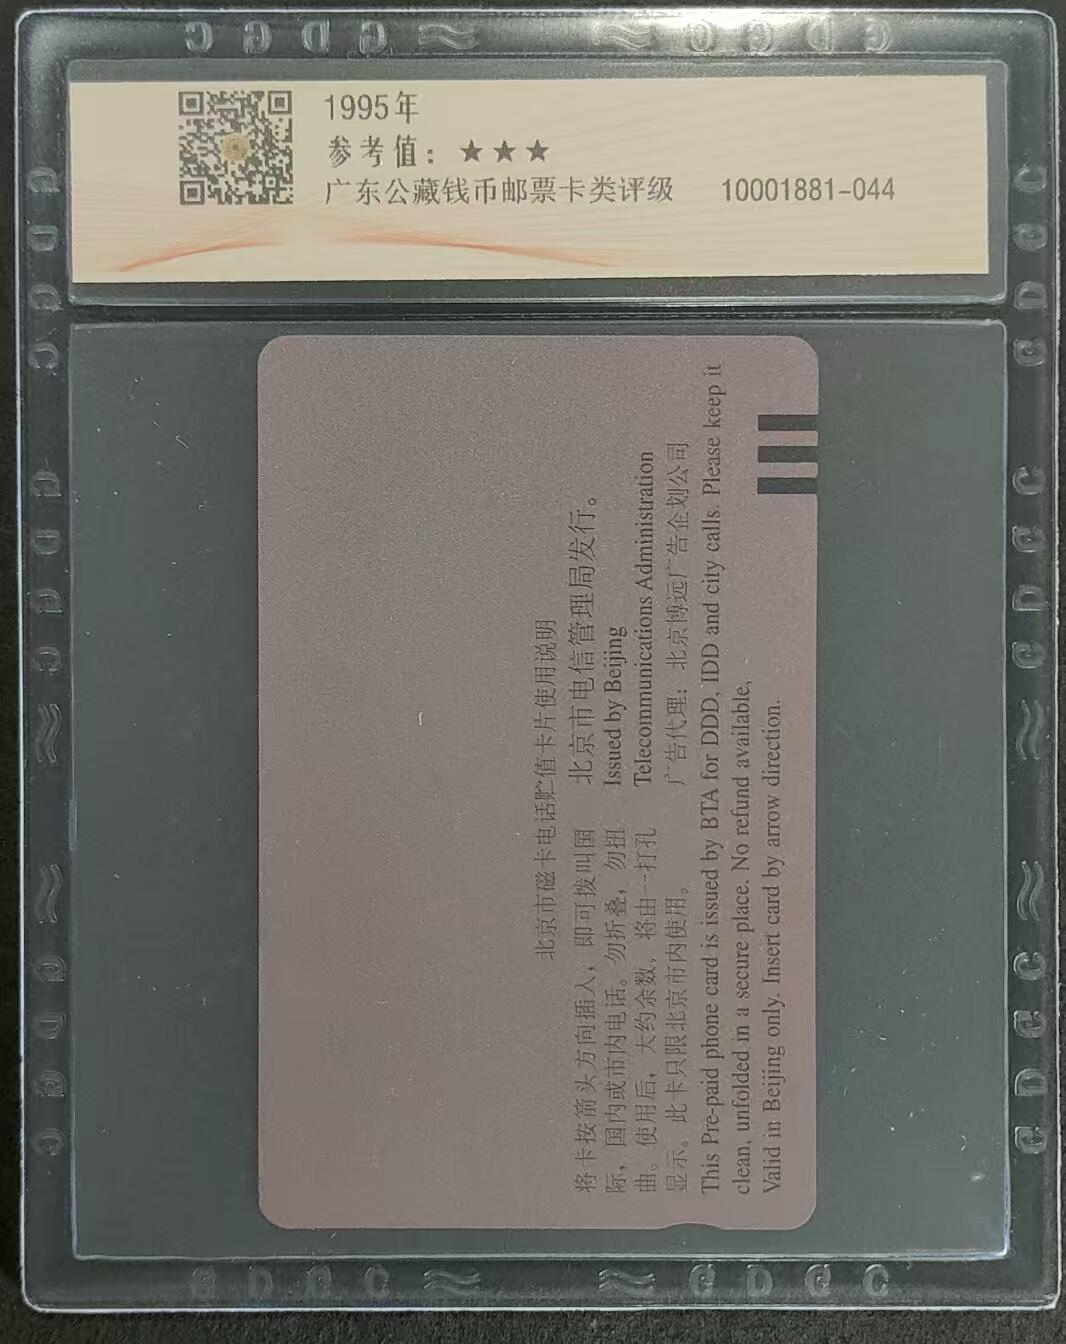 1995年
参考值：★★★
广东公藏钱币邮票卡类评级 10001881-044
北京市磁卡电话贮值卡片使用说明
将卡按箭头方向插入，即可拨叫国
际，国内或市内电话。勿折叠，勿扭
曲。使用后，大约余数，将由一打孔
显示。此卡只限北京市内使用。
北京市电信管理局发行。
Issued by Beijing
Telecommunications Administration
广告代理：北京博远广告企划公司
This Pre-paid phone card is issued by BTA for DDD, IDD and city calls. Please keep it
clean, unfolded in a secure place. No refund available,
Valid in Beijing only. Insert card by arrow direction.